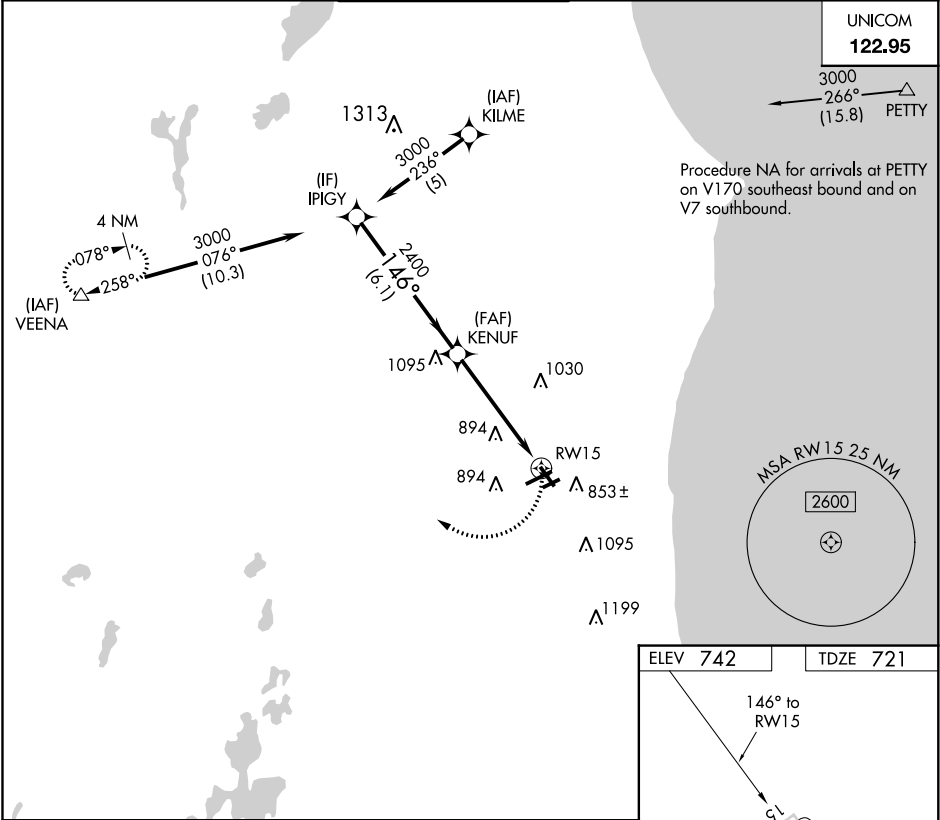 UNICOM
122.95
3000
266°
(15.8)
PETTY
Procedure NA for arrivals at PETTY
on V170 southeast bound and on
V7 southbound.
1313
(IAF)
KILME
3000
236°
(5)
(IF)
IPIGY
4 NM
078°
258°
3000
076°
(10.3)
(IAF)
VEENA
2400
146°
(6.1)
(FAF)
KENUF
1095
1030
894
RW15
894
853±
1095
1199
MSA RW15 25 NM
2600
ELEV 742
TDZE 721
146° to
RW15
15